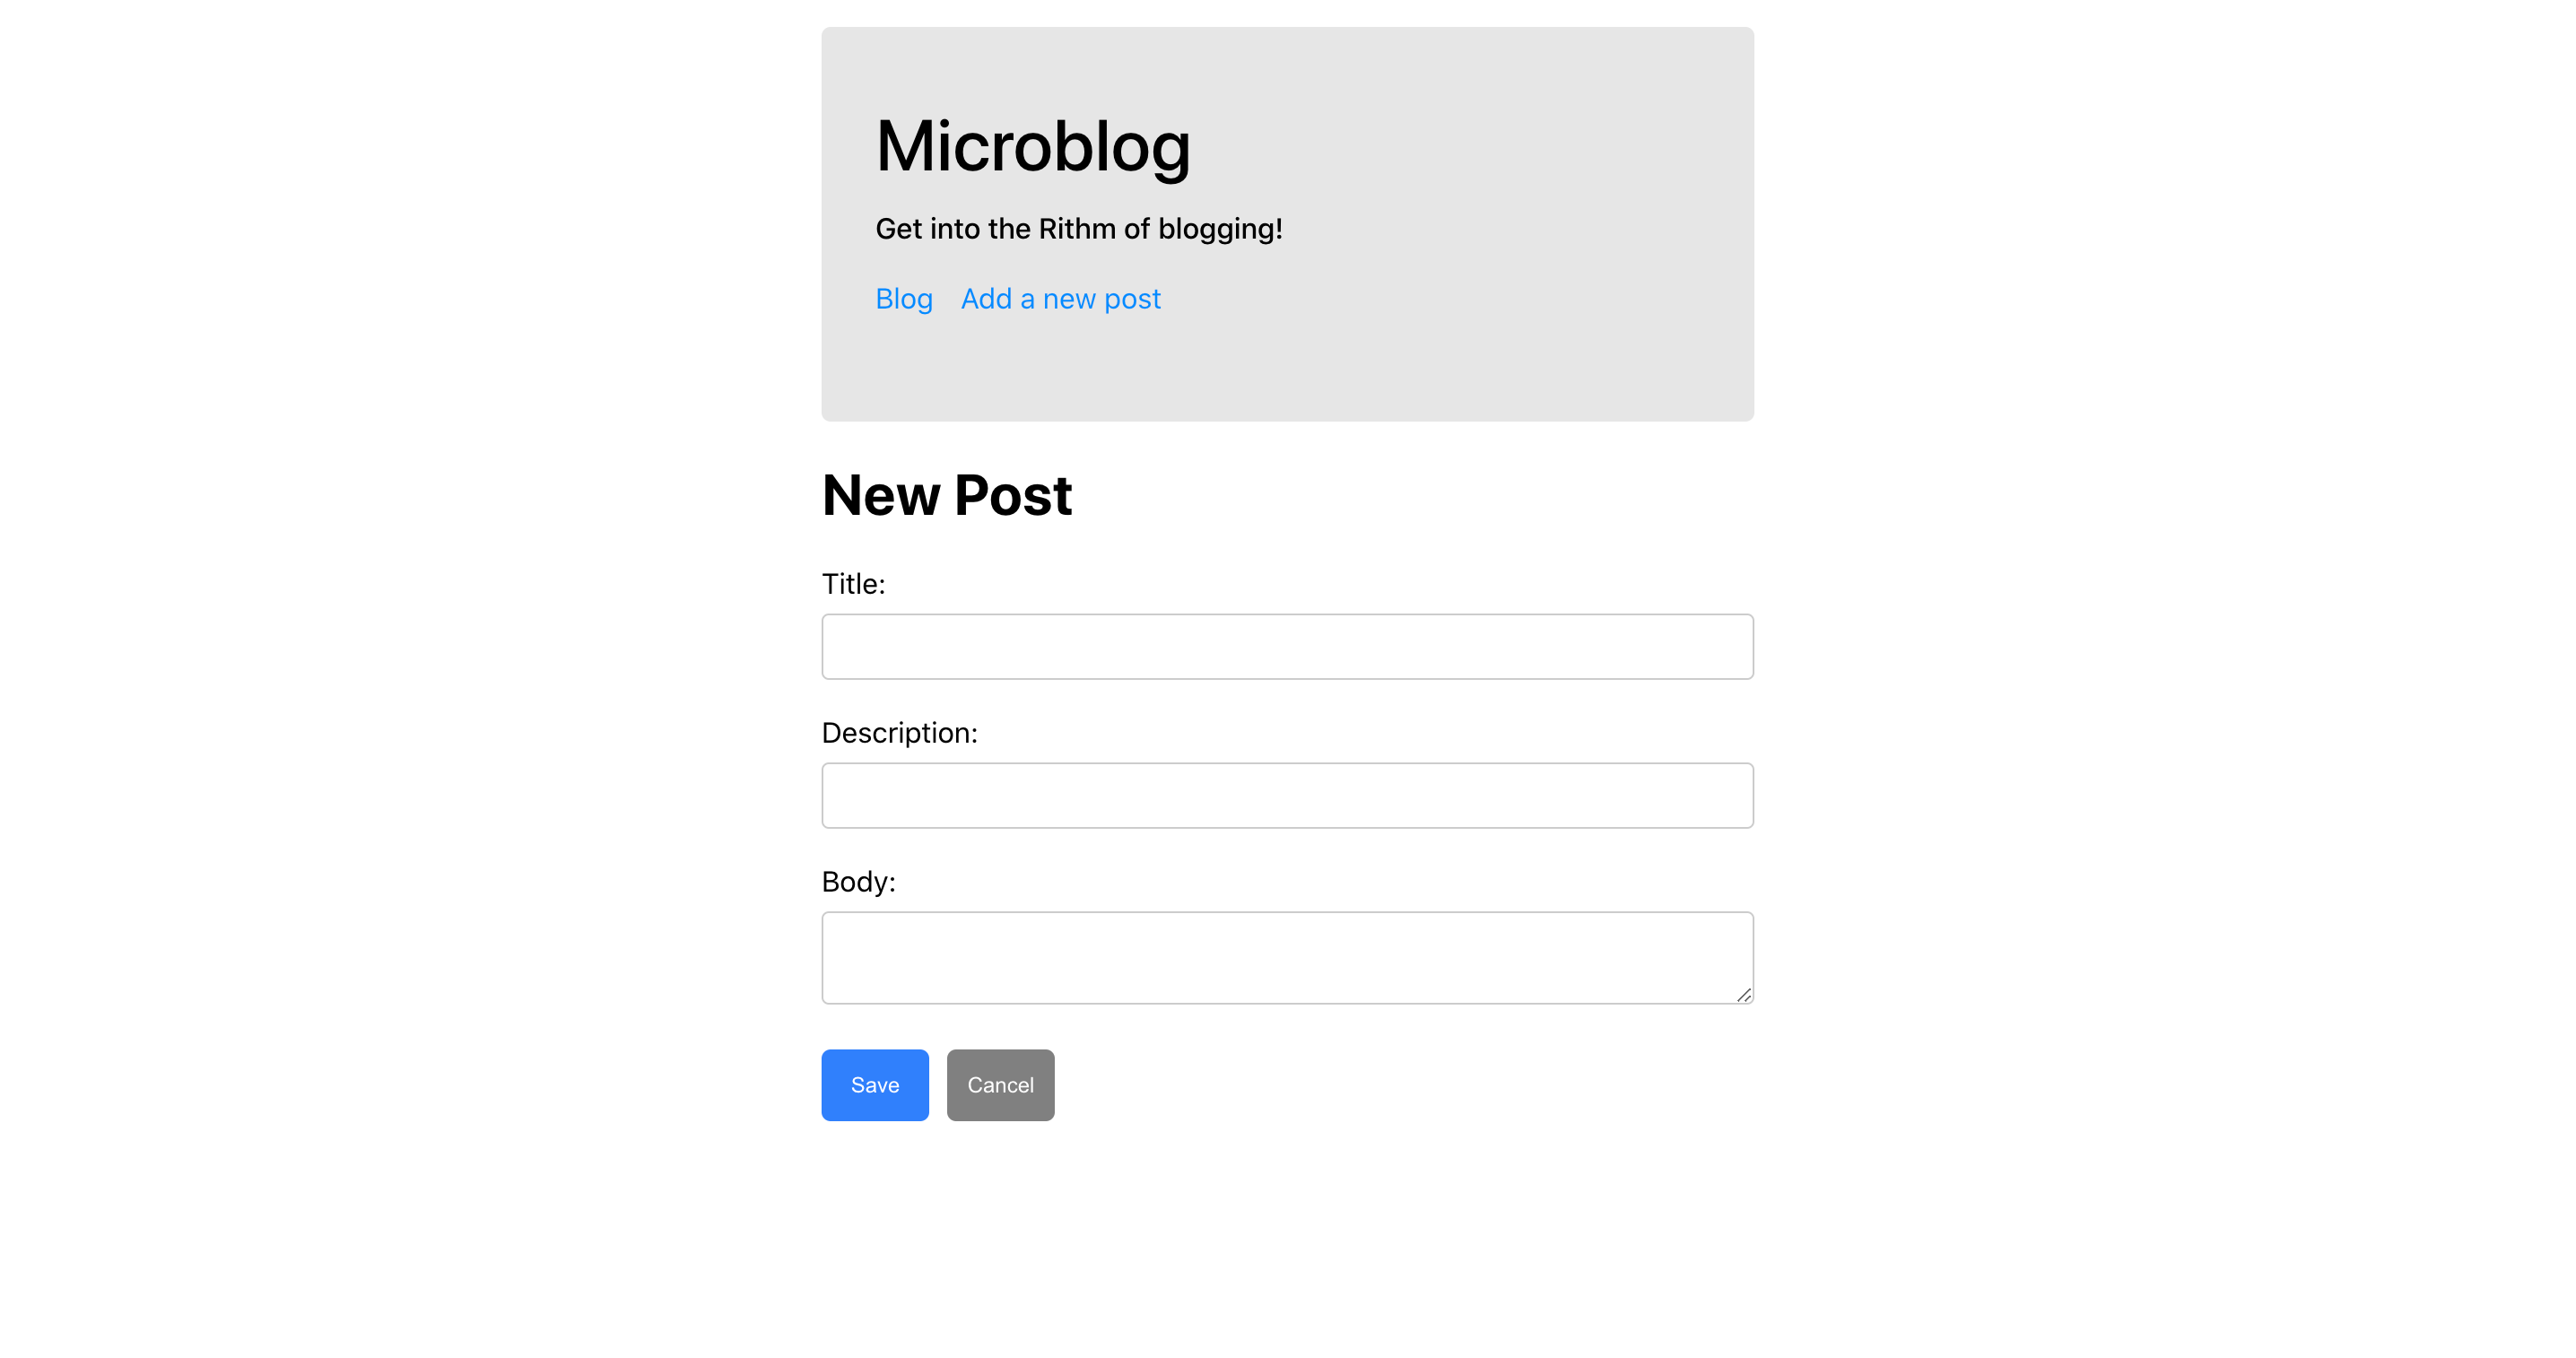 Microblog
Get into the Rithm of blogging!
Blog Add a new post
New Post
Title:
Description:
Body:
Save Cancel